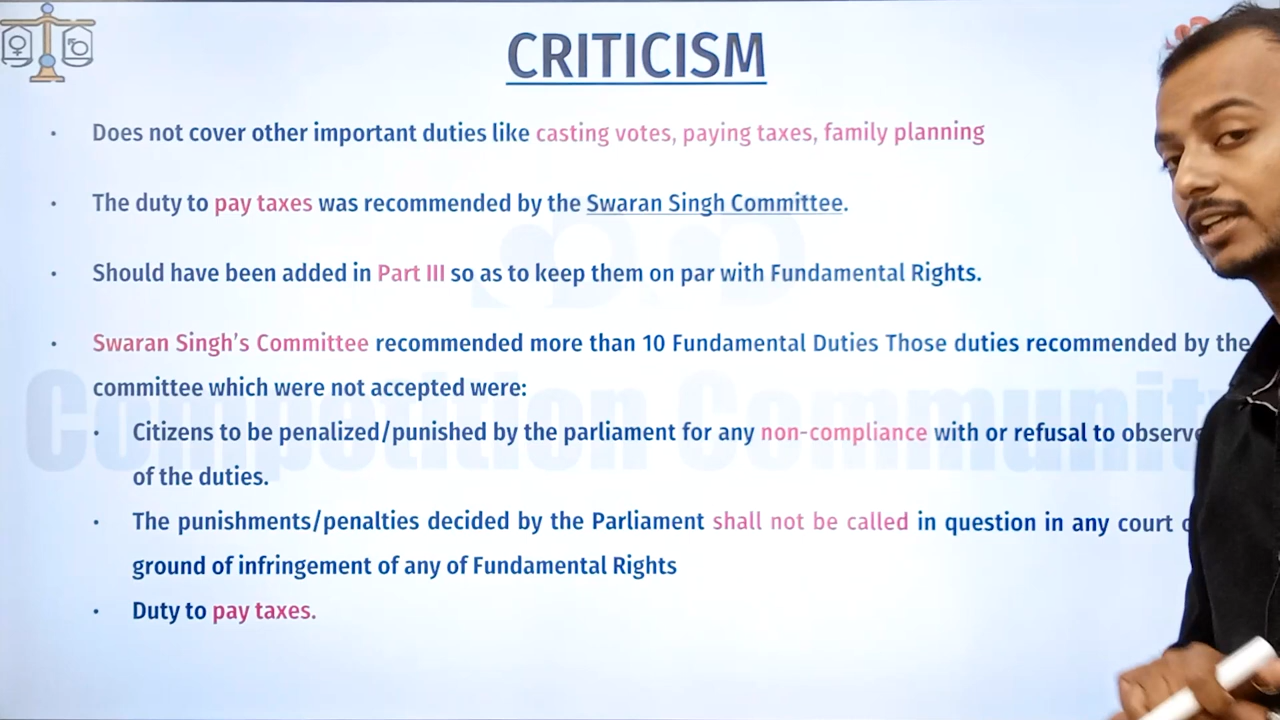 CRITICISM
• Does not cover other important duties like casting votes, paying taxes, family planning
• The duty to pay taxes was recommended by the Swaran Singh Committee.
• Should have been added in Part III so as to keep them on par with Fundamental Rights.
• Swaran Singh's Committee recommended more than 10 Fundamental Duties Those duties recommended by the
committee which were not accepted were:
• Citizens to be penalized/punished by the parliament for any non-compliance with or refusal to observe
of the duties.
• The punishments/penalties decided by the Parliament shall not be called in question in any court
ground of infringement of any of Fundamental Rights
• Duty to pay taxes.
Competition Community